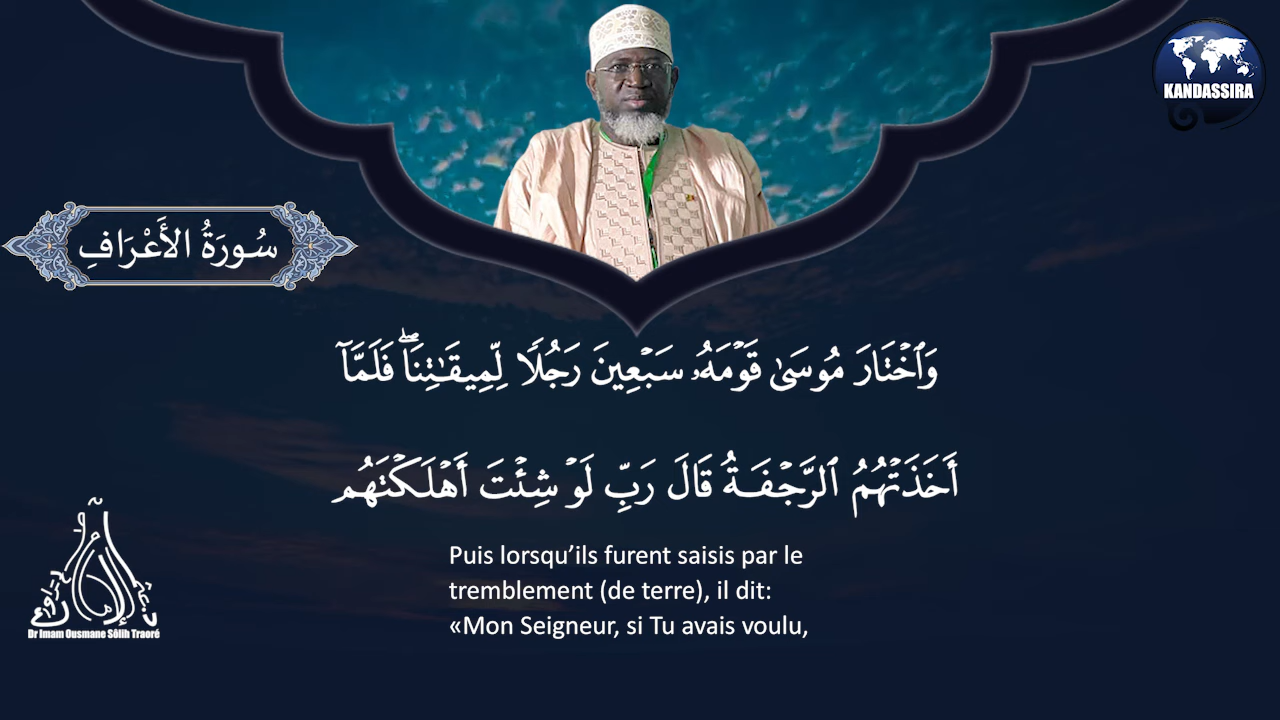 KANDASSIRA
سُورَةُ الأَعْرَافِ
وَٱخْتَارَ مُوسَىٰ قَوْمَهُۥ سَبْعِينَ رَجُلًا لِّمِيقَٰتِنَا ۖ فَلَمَّآ
أَخَذَتْهُمُ ٱلرَّجْفَةُ قَالَ رَبِّ لَوْ شِئْتَ أَهْلَكْتَهُم
Puis lorsqu’ils furent saisis par le
tremblement (de terre), il dit:
«Mon Seigneur, si Tu avais voulu,
Dr Imam Ousmane Sôlih Traoré